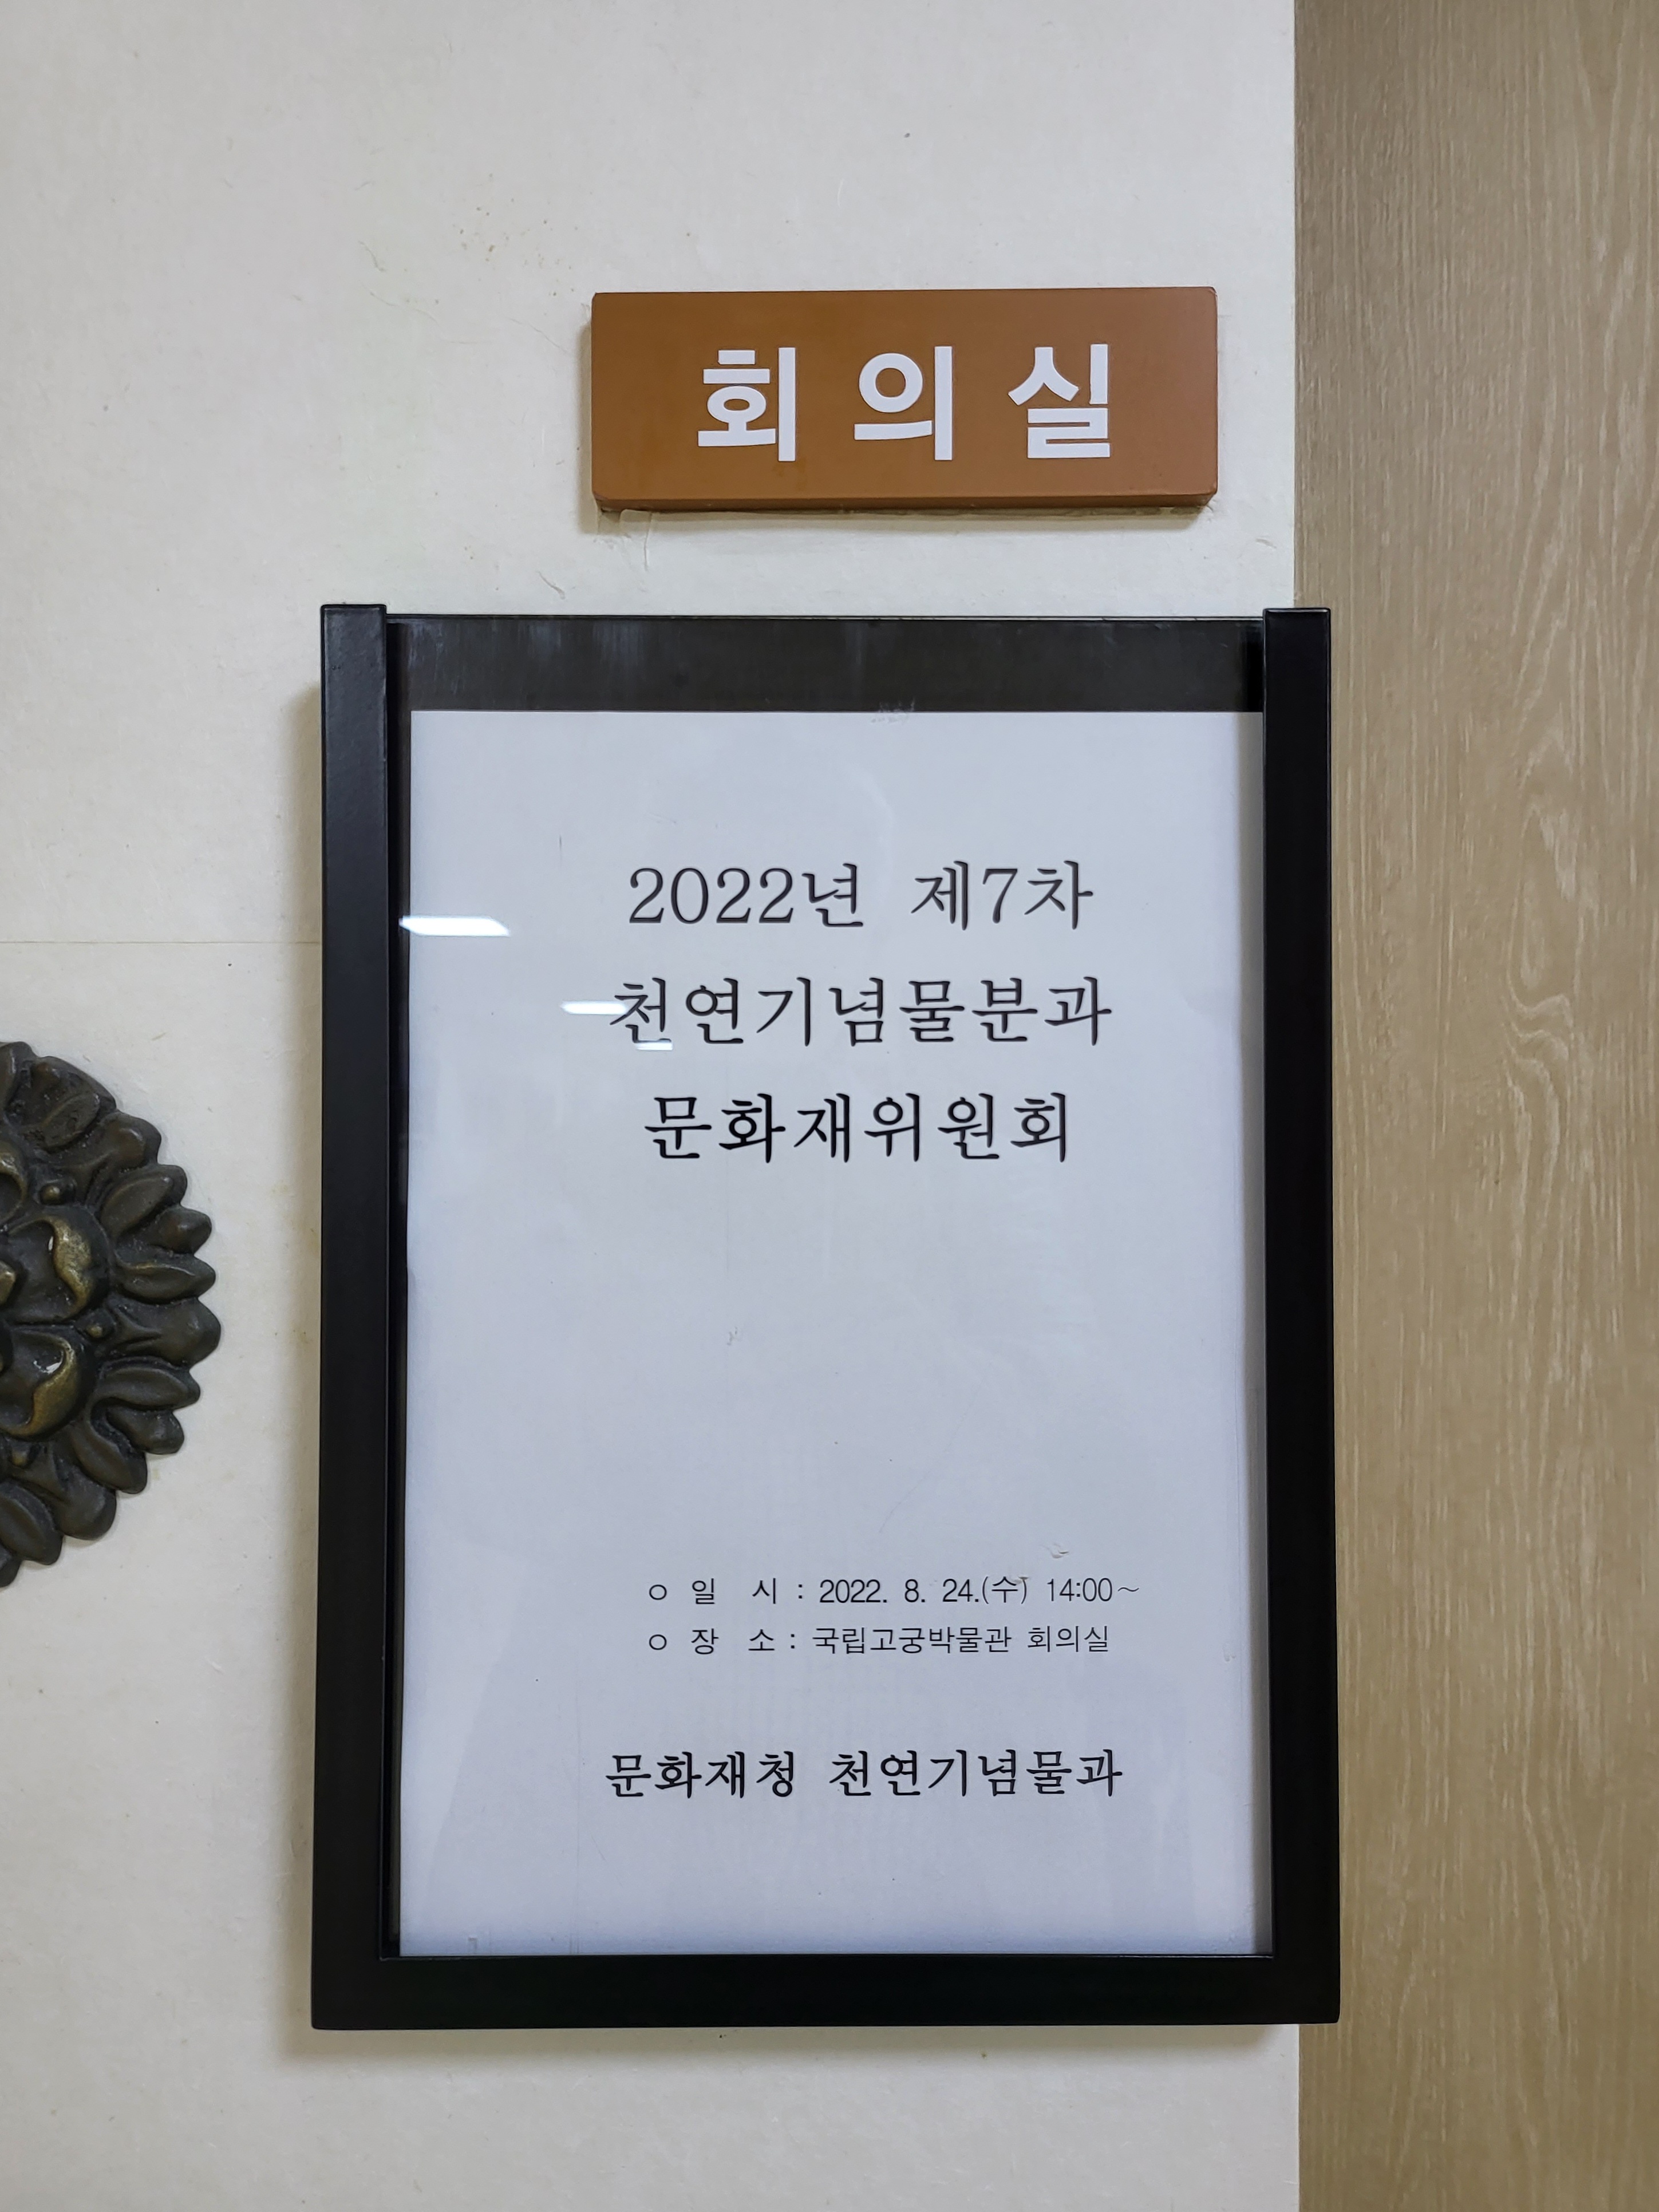 회의실
2022년 제7차
천연기념물분과
문화재위원회
ㅇ 일 시 : 2022. 8. 24.(수) 14:00~
ㅇ 장 소 : 국립고궁박물관 회의실
문화재청 천연기념물과